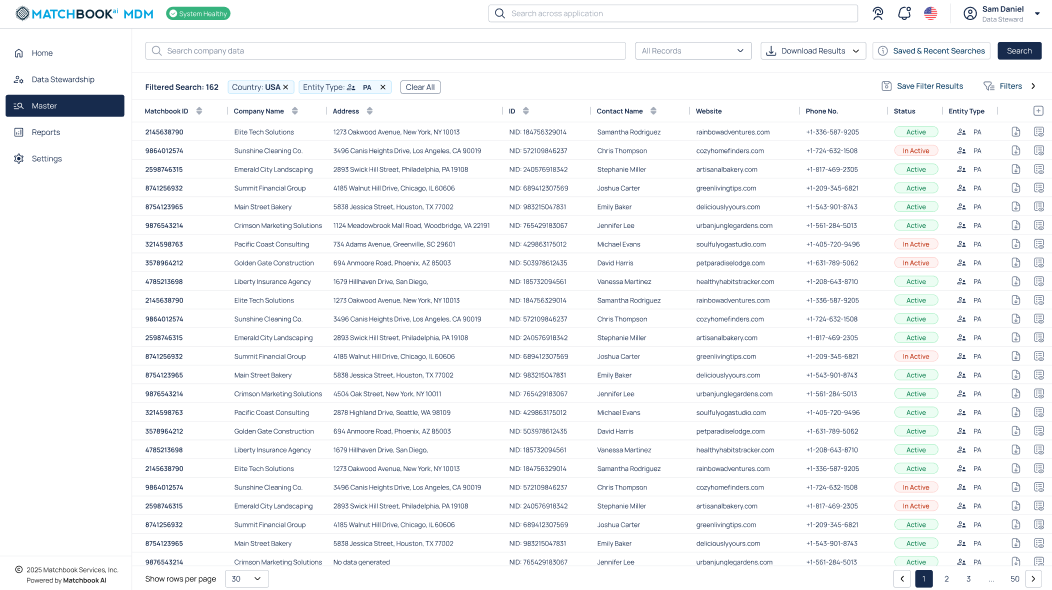 MATCHBOOK ai MDM System Healthy Search across application Sam Daniel
Data Steward
Home
Data Stewardship
Master
Reports
Settings
Search company data All Records Download Results Saved & Recent Searches Search
Filtered Search: 162 Country: USA × Entity Type: PA × Clear All Save Filter Results Filters
Matchbook ID Company Name Address ID Contact Name Website Phone No. Status Entity Type
2145638790 Elite Tech Solutions 1273 Oakwood Avenue, New York, NY 10013 NID: 184756329014 Samantha Rodriguez rainbowadventures.com +1-336-587-9205 Active PA
9864012574 Sunshine Cleaning Co. 3496 Canis Heights Drive, Los Angeles, CA 90019 NID: 572109846237 Chris Thompson cozyhomefinders.com +1-724-632-1508 In Active PA
2598746315 Emerald City Landscaping 2893 Swick Hill Street, Philadelphia, PA 19108 NID: 240576918342 Stephanie Miller artisanalbakery.com +1-817-469-2305 Active PA
8741256932 Summit Financial Group 4185 Walnut Hill Drive, Chicago, IL 60606 NID: 689412307569 Joshua Carter greenlivingtips.com +1-209-345-6821 Active PA
8754123965 Main Street Bakery 5838 Jessica Street, Houston, TX 77002 NID: 983215047831 Emily Baker deliciouslyyours.com +1-543-901-8743 Active PA
9876543214 Crimson Marketing Solutions 1124 Meadowbrook Mall Road, Woodbridge, VA 22191 NID: 765429183067 Jennifer Lee urbanjunglegardens.com +1-561-284-5013 Active PA
3214598763 Pacific Coast Consulting 734 Adams Avenue, Greenville, SC 29601 NID: 429863175012 Michael Evans soulfulyogastudio.com +1-405-720-9496 In Active PA
3578964212 Golden Gate Construction 694 Anmoore Road, Phoenix, AZ 85003 NID: 503978612435 David Harris petparadiselodge.com +1-631-789-5062 In Active PA
4785213698 Liberty Insurance Agency 1679 Hillhaven Drive, San Diego, NID: 185732094561 Vanessa Martinez healthyhabitstracker.com +1-208-643-8710 Active PA
2145638790 Elite Tech Solutions 1273 Oakwood Avenue, New York, NY 10013 NID: 184756329014 Samantha Rodriguez rainbowadventures.com +1-336-587-9205 Active PA
9864012574 Sunshine Cleaning Co. 3496 Canis Heights Drive, Los Angeles, CA 90019 NID: 572109846237 Chris Thompson cozyhomefinders.com +1-724-632-1508 Active PA
2598746315 Emerald City Landscaping 2893 Swick Hill Street, Philadelphia, PA 19108 NID: 240576918342 Stephanie Miller artisanalbakery.com +1-817-469-2305 Active PA
8741256932 Summit Financial Group 4185 Walnut Hill Drive, Chicago, IL 60606 NID: 689412307569 Joshua Carter greenlivingtips.com +1-209-345-6821 In Active PA
8754123965 Main Street Bakery 5838 Jessica Street, Houston, TX 77002 NID: 983215047831 Emily Baker deliciouslyyours.com +1-543-901-8743 Active PA
9876543214 Crimson Marketing Solutions 4504 Oak Street, New York, NY 10011 NID: 765429183067 Jennifer Lee urbanjunglegardens.com +1-561-284-5013 Active PA
3214598763 Pacific Coast Consulting 2878 Highland Drive, Seattle, WA 98109 NID: 429863175012 Michael Evans soulfulyogastudio.com +1-405-720-9496 Active PA
3578964212 Golden Gate Construction 694 Anmoore Road, Phoenix, AZ 85003 NID: 503978612435 David Harris petparadiselodge.com +1-631-789-5062 Active PA
4785213698 Liberty Insurance Agency 1679 Hillhaven Drive, San Diego, NID: 185732094561 Vanessa Martinez healthyhabitstracker.com +1-208-643-8710 Active PA
2145638790 Elite Tech Solutions 1273 Oakwood Avenue, New York, NY 10013 NID: 184756329014 Samantha Rodriguez rainbowadventures.com +1-336-587-9205 Active PA
9864012574 Sunshine Cleaning Co. 3496 Canis Heights Drive, Los Angeles, CA 90019 NID: 572109846237 Chris Thompson cozyhomefinders.com +1-724-632-1508 In Active PA
2598746315 Emerald City Landscaping 2893 Swick Hill Street, Philadelphia, PA 19108 NID: 240576918342 Stephanie Miller artisanalbakery.com +1-817-469-2305 In Active PA
8741256932 Summit Financial Group 4185 Walnut Hill Drive, Chicago, IL 60606 NID: 689412307569 Joshua Carter greenlivingtips.com +1-209-345-6821 Active PA
8754123965 Main Street Bakery 5838 Jessica Street, Houston, TX 77002 NID: 983215047831 Emily Baker deliciouslyyours.com +1-543-901-8743 Active PA
9876543214 Crimson Marketing Solutions No data generated NID: 765429183067 Jennifer Lee urbanjunglegardens.com +1-561-284-5013 Active PA
Show rows per page 30 1 2 3 ... 50
© 2025 Matchbook Services, Inc.
Powered by Matchbook AI